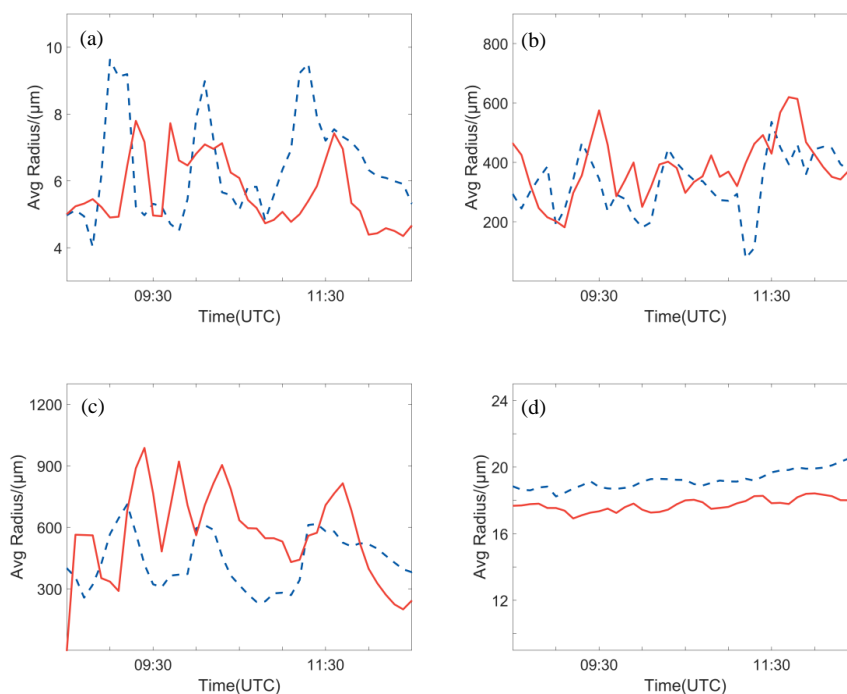 (a)
10
8
6
4
Avg Radius/(μm)
09:30
11:30
Time(UTC)
(b)
800
600
400
200
Avg Radius/(μm)
09:30
11:30
Time(UTC)
(c)
1200
900
600
300
Avg Radius/(μm)
09:30
11:30
Time(UTC)
(d)
24
20
16
12
Avg Radius/(μm)
09:30
11:30
Time(UTC)